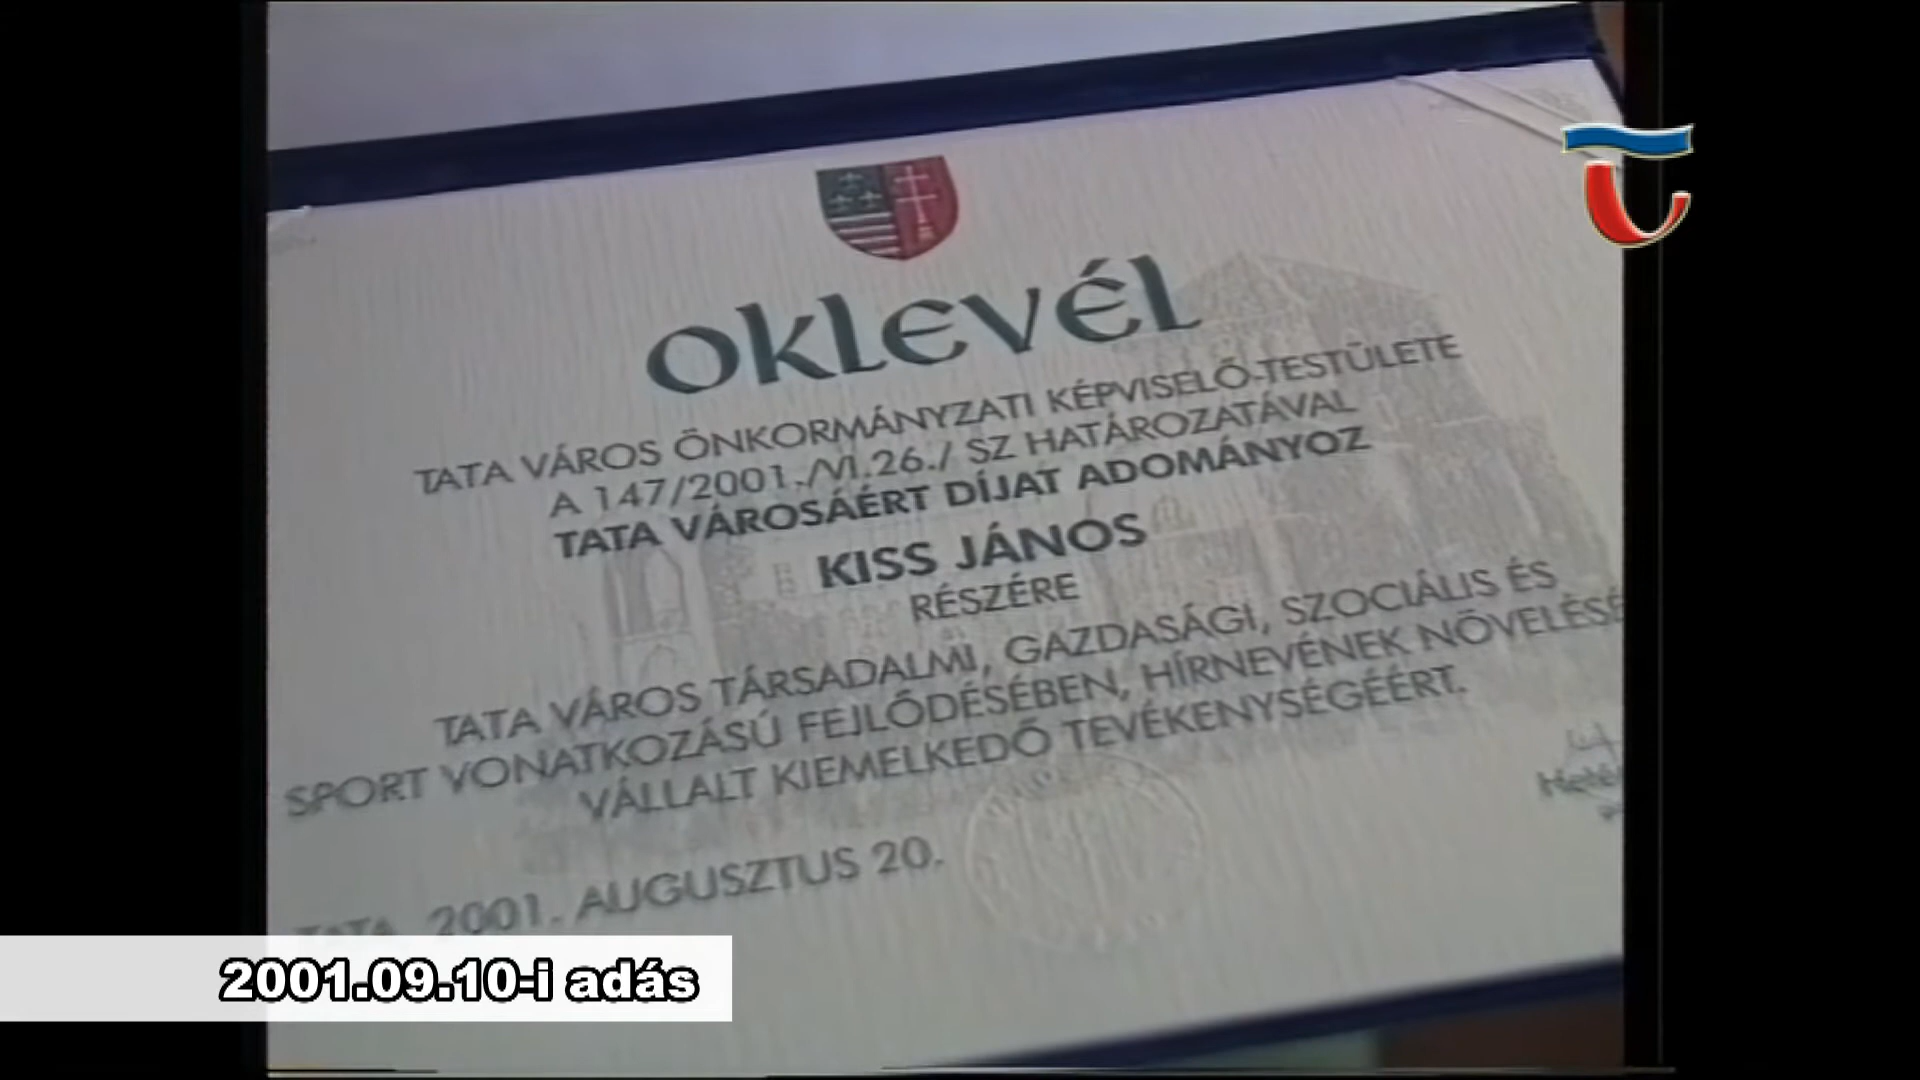 OKLEVÉL
TATA VÁROS ÖNKORMÁNYZATI KÉPVISELŐ-TESTÜLETE
A 147/2001./VI.26./ SZ HATÁROZATÁVAL
TATA VÁROSÁÉRT DÍJAT ADOMÁNYOZ
KISS JÁNOS
RÉSZÉRE
TATA VÁROS TÁRSADALMI, GAZDASÁGI, SZOCIÁLIS ÉS
SPORT VONATKOZÁSÚ FEJLŐDÉSÉBEN, HÍRNEVÉNEK NÖVELÉSÉ
VÁLLALT KIEMELKEDŐ TEVÉKENYSÉGÉÉRT.
TATA, 2001. AUGUSZTUS 20.
2001.09.10-i adás